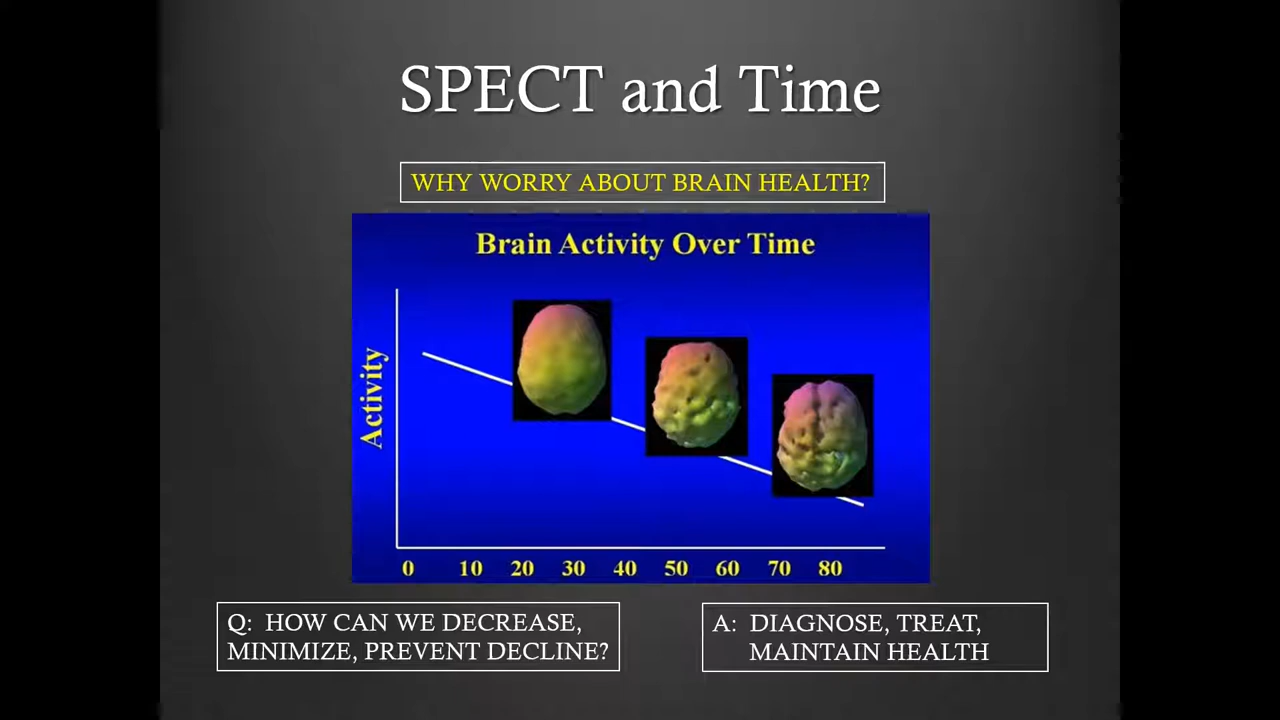 SPECT and Time
WHY WORRY ABOUT BRAIN HEALTH?
Brain Activity Over Time
Activity
0 10 20 30 40 50 60 70 80
Q: HOW CAN WE DECREASE,
MINIMIZE, PREVENT DECLINE?
A: DIAGNOSE, TREAT,
MAINTAIN HEALTH